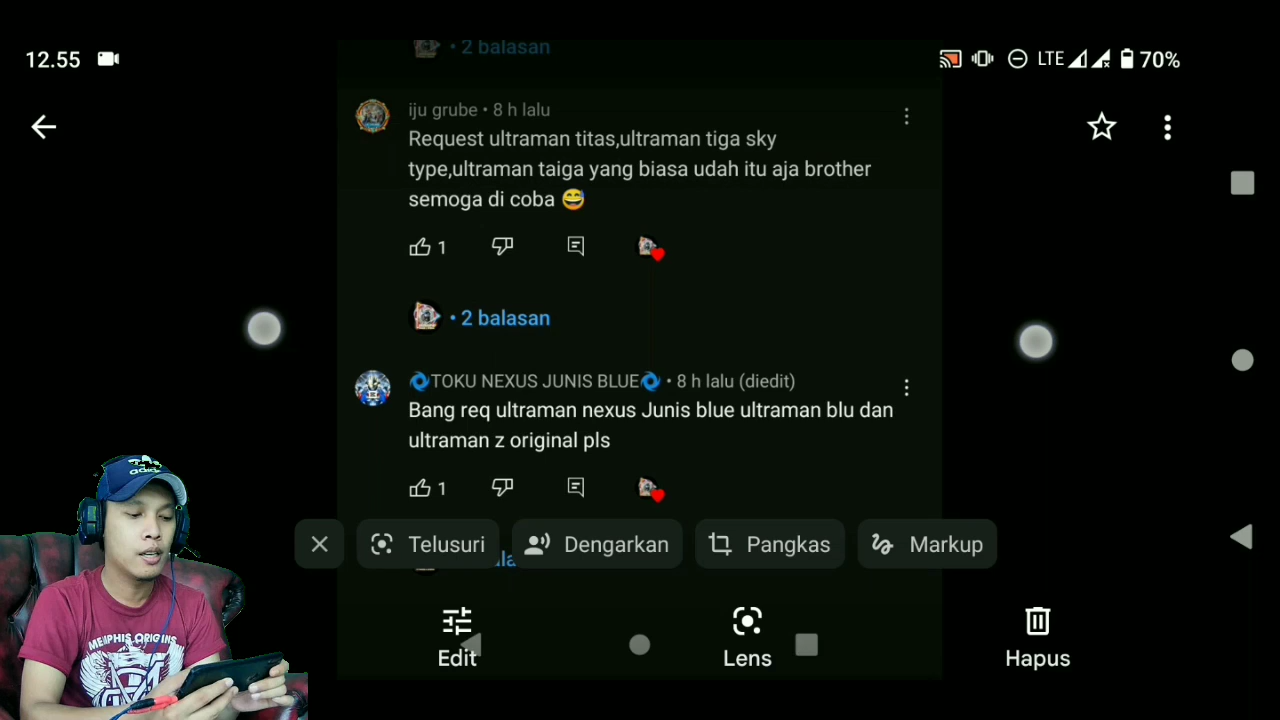 12.55
LTE
70%
• 2 balasan
iju grube • 8 h lalu
Request ultraman titas,ultraman tiga sky
type,ultraman taiga yang biasa udah itu aja brother
semoga di coba 😅
1
• 2 balasan
🌀TOKU NEXUS JUNIS BLUE🌀 • 8 h lalu (diedit)
Bang req ultraman nexus Junis blue ultraman blu dan
ultraman z original pls
1
Telusuri
Dengarkan
Pangkas
Markup
Edit
Lens
Hapus
adidas
MEMPHIS ORIGINS